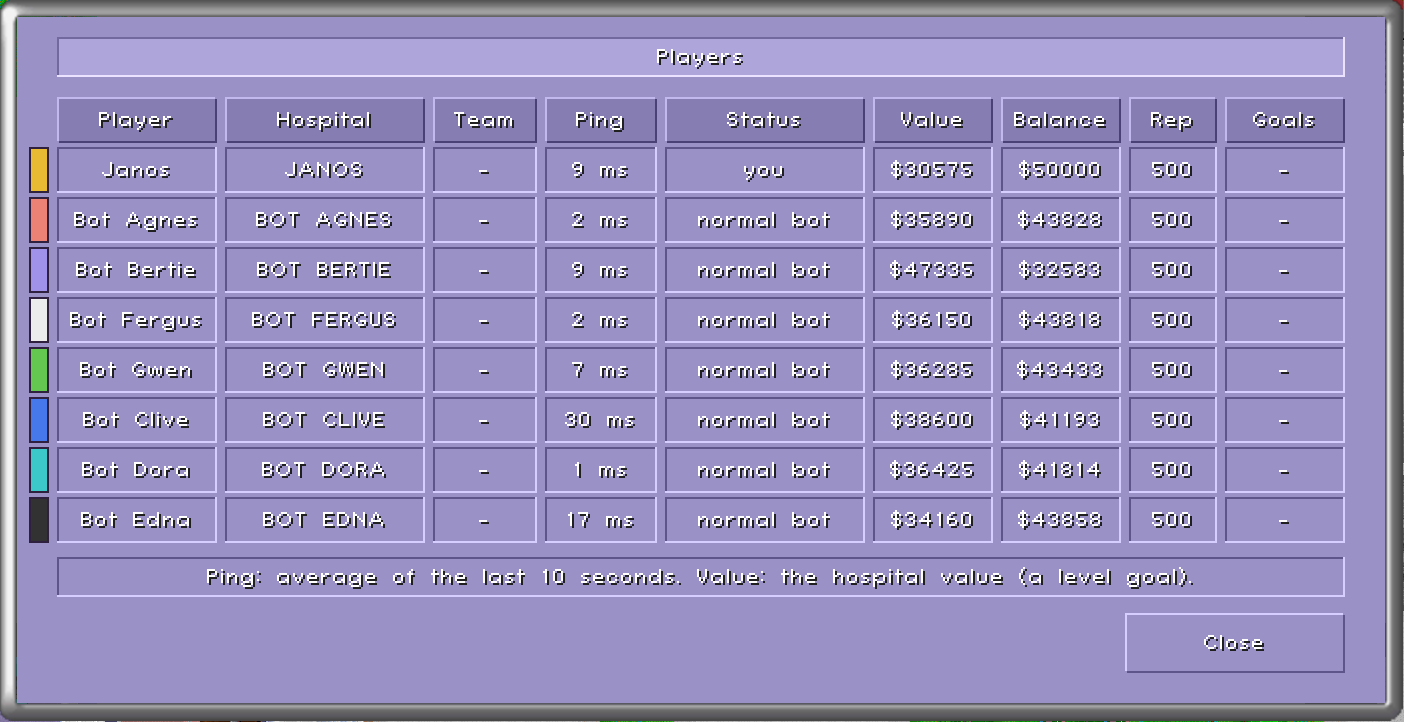 Players
Player Hospital Team Ping Status Value Balance Rep Goals
Janos JANOS - 9 ms you $30575 $50000 500 -
Bot Agnes BOT AGNES - 2 ms normal bot $35890 $43828 500 -
Bot Bertie BOT BERTIE - 9 ms normal bot $47335 $32583 500 -
Bot Fergus BOT FERGUS - 2 ms normal bot $36150 $43818 500 -
Bot Gwen BOT GWEN - 7 ms normal bot $36285 $43433 500 -
Bot Clive BOT CLIVE - 30 ms normal bot $38600 $41193 500 -
Bot Dora BOT DORA - 1 ms normal bot $36425 $41814 500 -
Bot Edna BOT EDNA - 17 ms normal bot $34160 $43858 500 -
Ping: average of the last 10 seconds. Value: the hospital value (a level goal).
Close